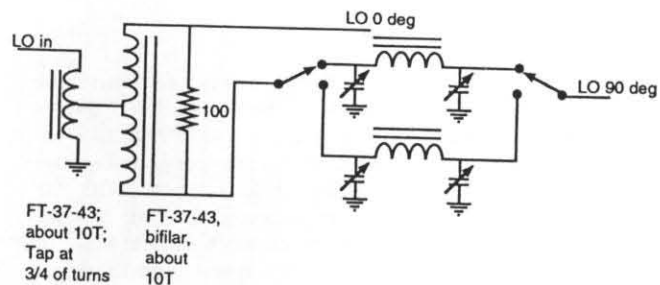 LO 0 deg
LO in
100
LO 90 deg
FT-37-43;
about 10T;
Tap at
3/4 of turns
FT-37-43,
bifilar,
about
10T